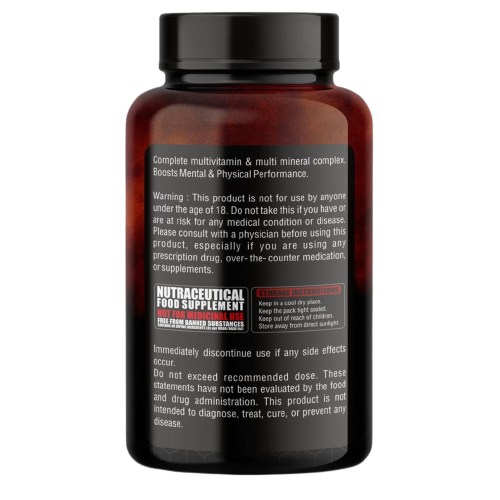 Complete multivitamin & multi mineral complex.
Boosts Mental & Physical Performance.
Warning : This product is not for use by anyone
under the age of 18. Do not take this if you have or
are at risk for any medical condition or disease.
Please consult with a physician before using this
product, especially if you are using any
prescription drug, over-the-counter medication,
or supplements.
NUTRACEUTICAL
FOOD SUPPLEMENT
NOT FOR MEDICINAL USE
FREE FROM BANNED SUBSTANCES
STORAGE INSTRUCTIONS
Keep in a cool dry place.
Keep the pack tight sealed.
Keep out of reach of children.
Store away from direct sunlight.
Immediately discontinue use if any side effects
occur.
Do not exceed recommended dose. These
statements have not been evaluated by the food
and drug administration. This product is not
intended to diagnose, treat, cure, or prevent any
disease.